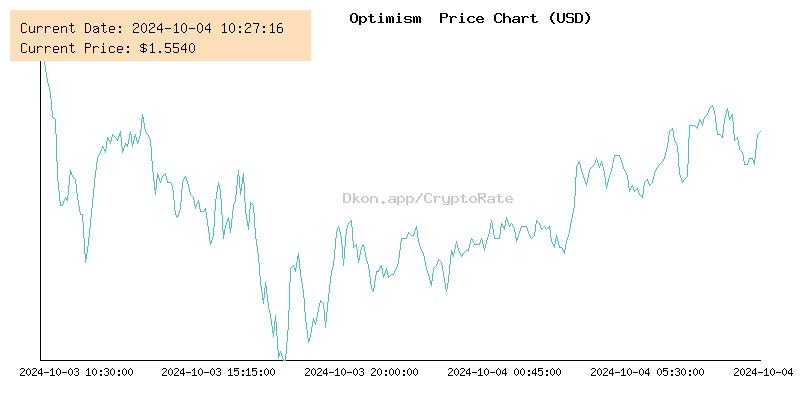 Optimism  Price Chart (USD)
Current Date: 2024-10-04 10:27:16
Current Price: $1.5540
Dkon.app/CryptoRate
2024-10-03 10:30:00 2024-10-03 15:15:00 2024-10-03 20:00:00 2024-10-04 00:45:00 2024-10-04 05:30:00 2024-10-04